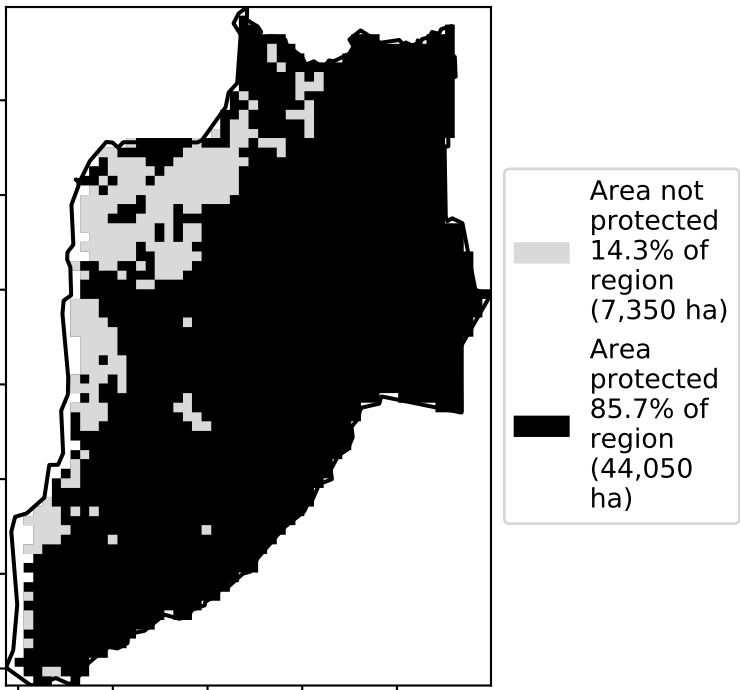 Area not
protected
14.3% of
region
(7,350 ha)
Area
protected
85.7% of
region
(44,050
ha)